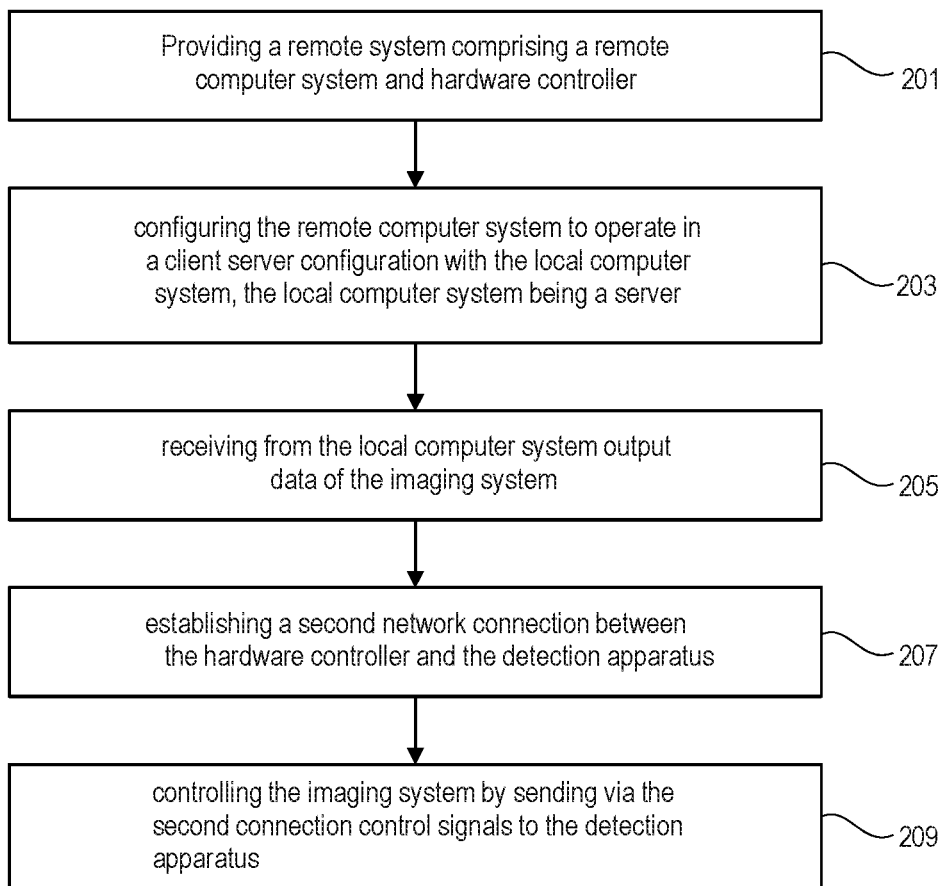 Providing a remote system comprising a remote
computer system and hardware controller
201
configuring the remote computer system to operate in
a client server configuration with the local computer
system, the local computer system being a server
203
receiving from the local computer system output
data of the imaging system
205
establishing a second network connection between
the hardware controller and the detection apparatus
207
controlling the imaging system by sending via the
second connection control signals to the detection
apparatus
209